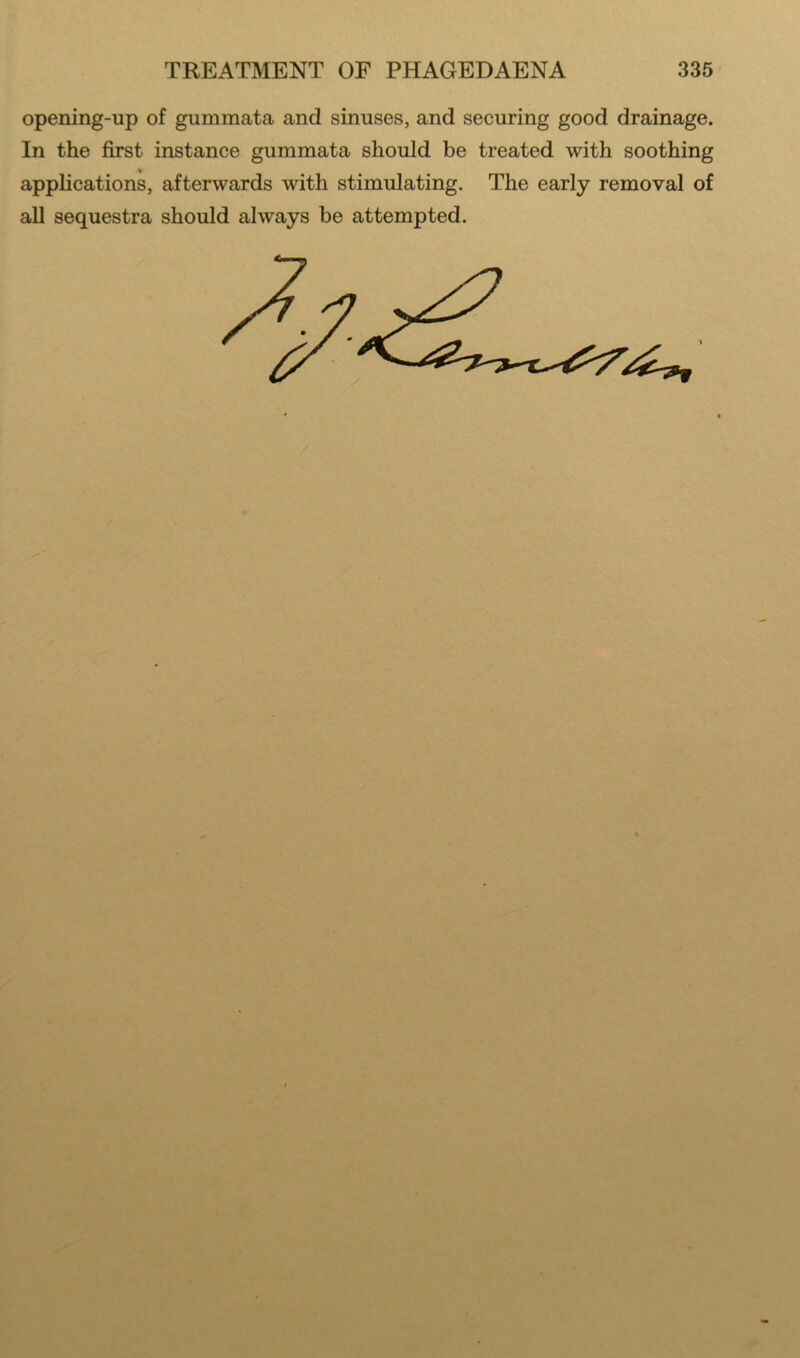 TREATMENT OF PHAGEDAENA 335
opening-up of gummata and sinuses, and securing good drainage.
In the first instance gummata should be treated with soothing
applications, afterwards with stimulating. The early removal of
all sequestra should always be attempted.